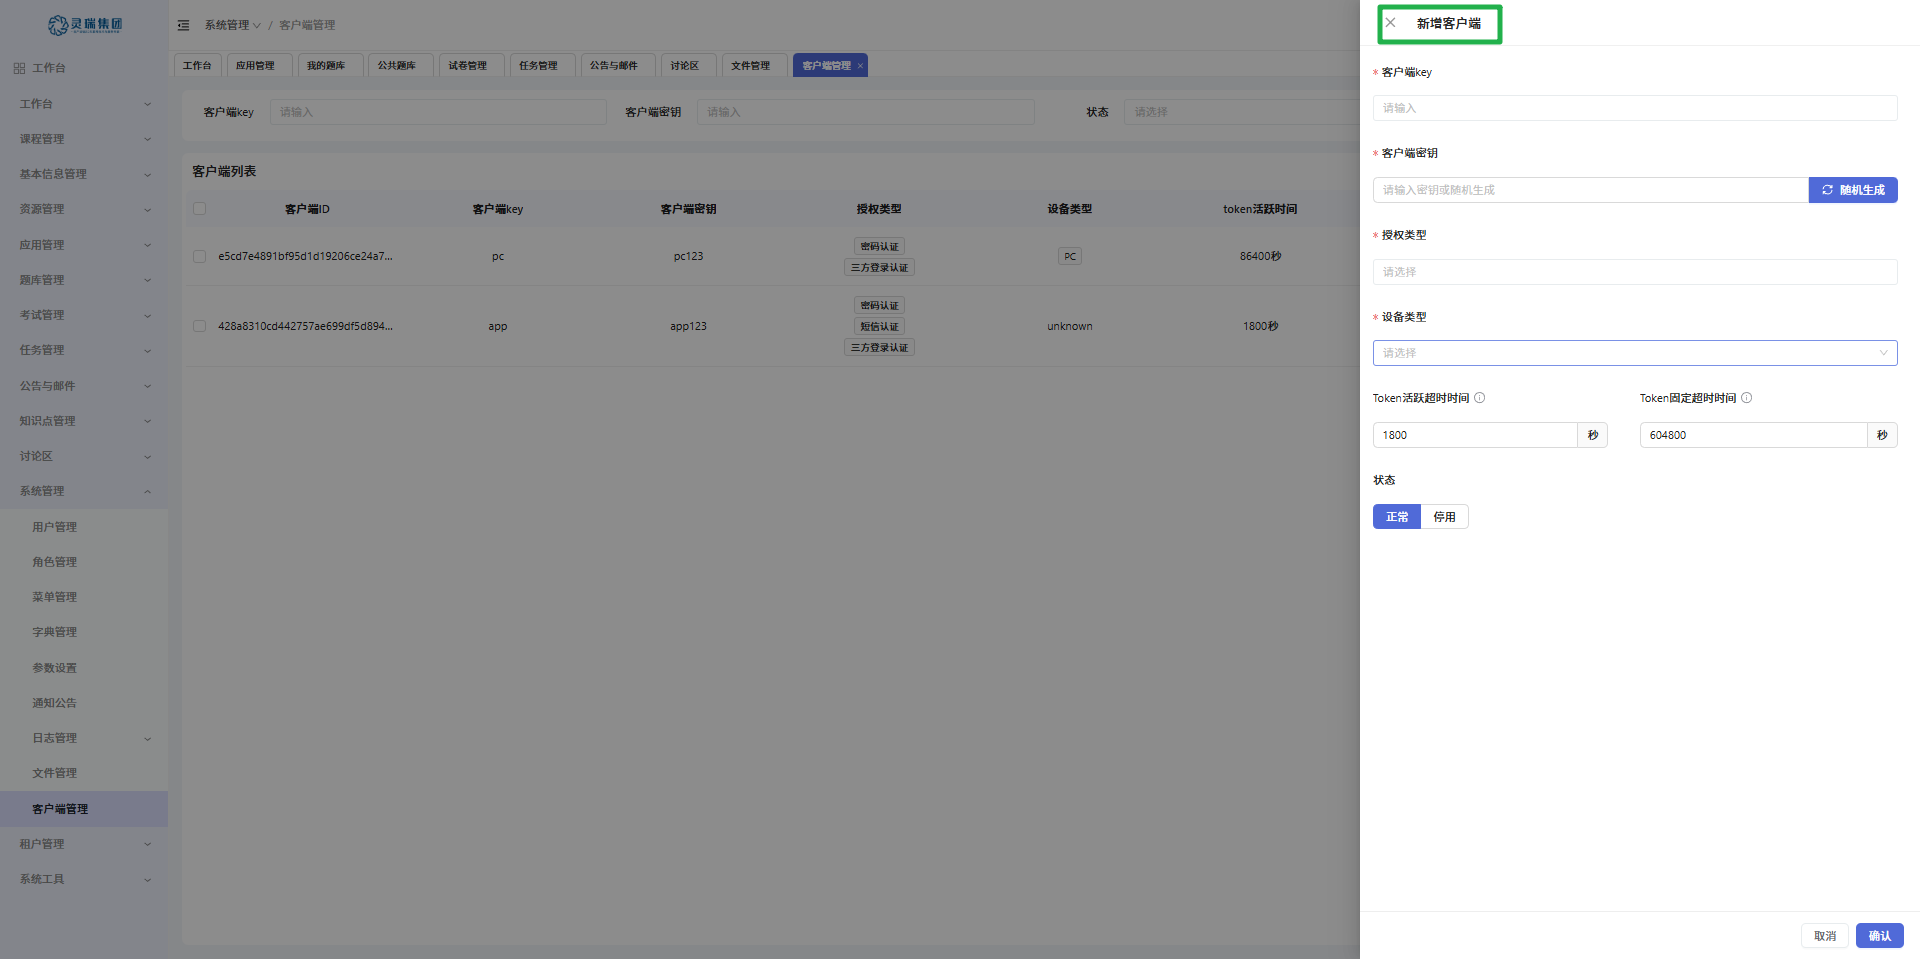 灵瑞集团
工作台
工作台
课程管理
基本信息管理
资源管理
应用管理
题库管理
考试管理
任务管理
公告与邮件
知识点管理
讨论区
系统管理
用户管理
角色管理
菜单管理
字典管理
参数设置
通知公告
日志管理
文件管理
客户端管理
租户管理
系统工具
系统管理 / 客户端管理
工作台 应用管理 我的题库 公共题库 试卷管理 任务管理 公告与邮件 讨论区 文件管理 客户端管理 ×
客户端key 请输入 客户端密钥 请输入 状态 请选择
客户端列表
客户端ID 客户端key 客户端密钥 授权类型 设备类型 token活跃时间
e5cd7e4891bf95d1d19206ce24a7... pc pc123 密码认证 三方登录认证 PC 86400秒
428a8310cd442757ae699df5d894... app app123 密码认证 短信认证 三方登录认证 unknown 1800秒
新增客户端
* 客户端key
请输入
* 客户端密钥
请输入密钥或随机生成 随机生成
* 授权类型
请选择
* 设备类型
请选择
Token活跃超时时间 Token固定超时时间
1800 秒 604800 秒
状态
正常 停用
取消 确认